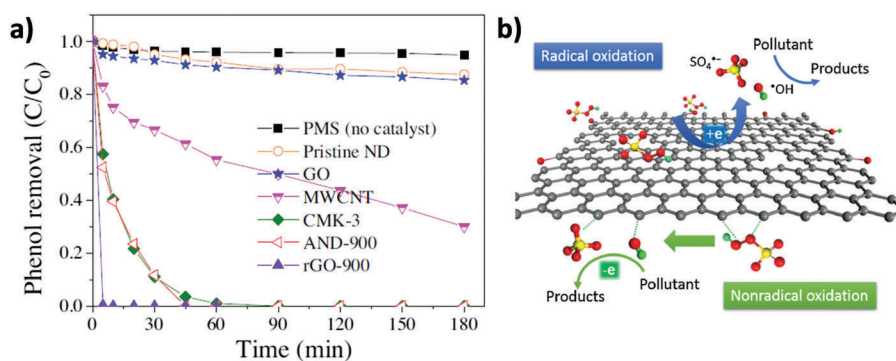 a)
Phenol removal (C/C₀)
1.0
0.8
0.6
0.4
0.2
0.0
PMS (no catalyst)
Pristine ND
GO
MWCNT
CMK-3
AND-900
rGO-900
0 30 60 90 120 150 180
Time (min)
b)
Radical oxidation
SO₄•−
Pollutant
Products
•OH
+e
-e
Products
Pollutant
Nonradical oxidation